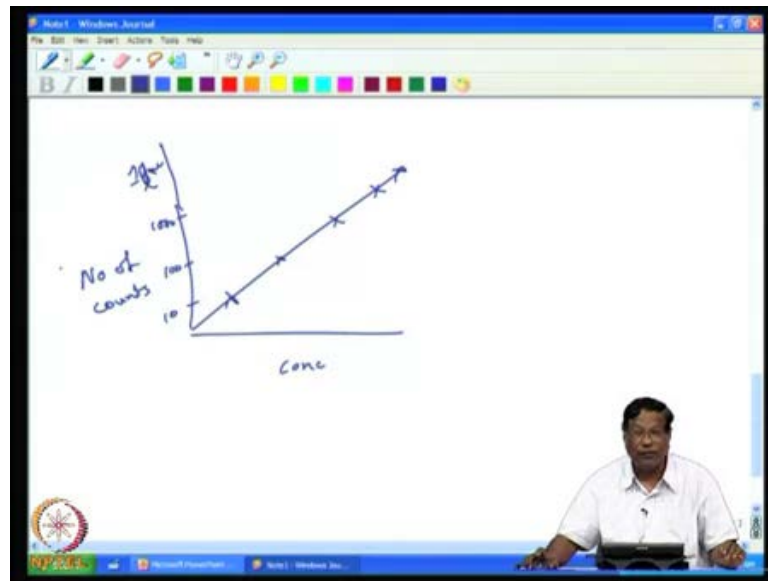 Note1 - Windows Journal
File Edit View Insert Actions Tools Help
B I
1000
No of
counts
100
10
Conc
NPTEL
Microsoft PowerPoint
Note1 - Windows Jou...